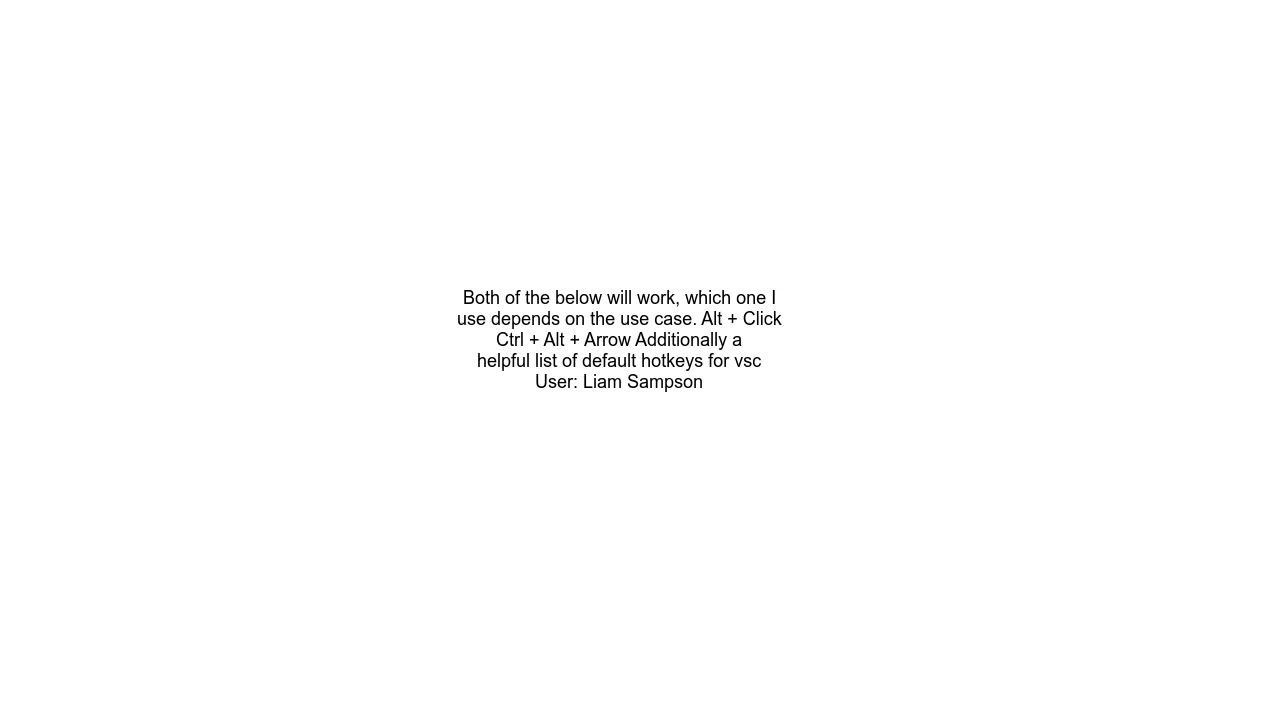 Both of the below will work, which one I
use depends on the use case. Alt + Click
Ctrl + Alt + Arrow Additionally a
helpful list of default hotkeys for vsc
User: Liam Sampson